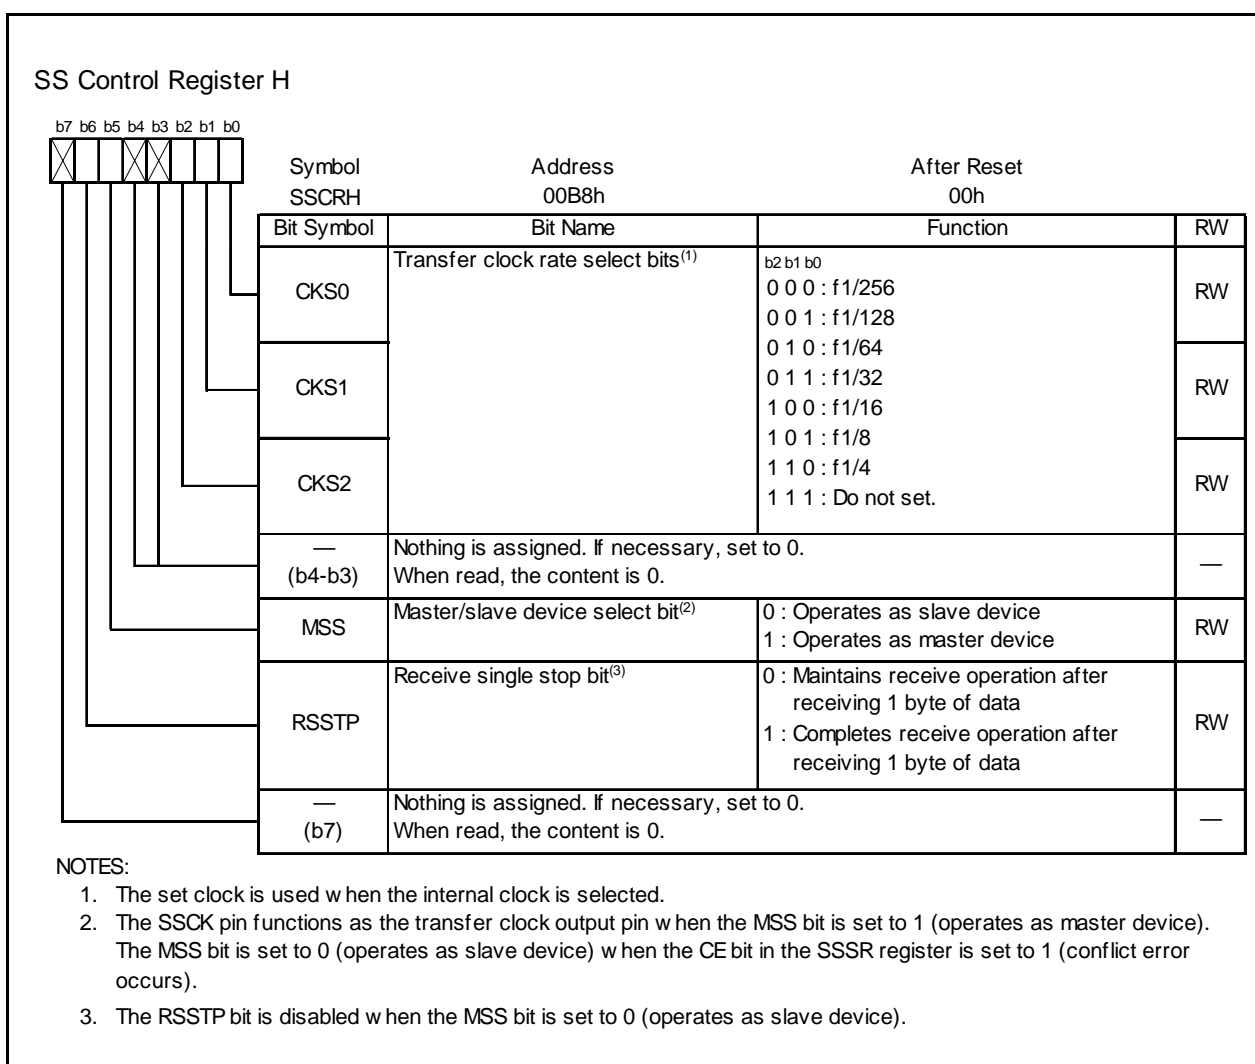 SS Control Register H
b7 b6 b5 b4 b3 b2 b1 b0
Symbol Address After Reset
SSCRH 00B8h 00h
Bit Symbol Bit Name Function RW
CKS0 Transfer clock rate select bits(1) b2 b1 b0 RW
0 0 0 : f1/256
0 0 1 : f1/128
0 1 0 : f1/64
CKS1 0 1 1 : f1/32 RW
1 0 0 : f1/16
1 0 1 : f1/8
CKS2 1 1 0 : f1/4 RW
1 1 1 : Do not set.
— Nothing is assigned. If necessary, set to 0. —
(b4-b3) When read, the content is 0.
MSS Master/slave device select bit(2) 0 : Operates as slave device RW
1 : Operates as master device
RSSTP Receive single stop bit(3) 0 : Maintains receive operation after RW
receiving 1 byte of data
1 : Completes receive operation after
receiving 1 byte of data
— Nothing is assigned. If necessary, set to 0. —
(b7) When read, the content is 0.
NOTES:
1. The set clock is used when the internal clock is selected.
2. The SSCK pin functions as the transfer clock output pin when the MSS bit is set to 1 (operates as master device).
The MSS bit is set to 0 (operates as slave device) when the CE bit in the SSSR register is set to 1 (conflict error
occurs).
3. The RSSTP bit is disabled when the MSS bit is set to 0 (operates as slave device).